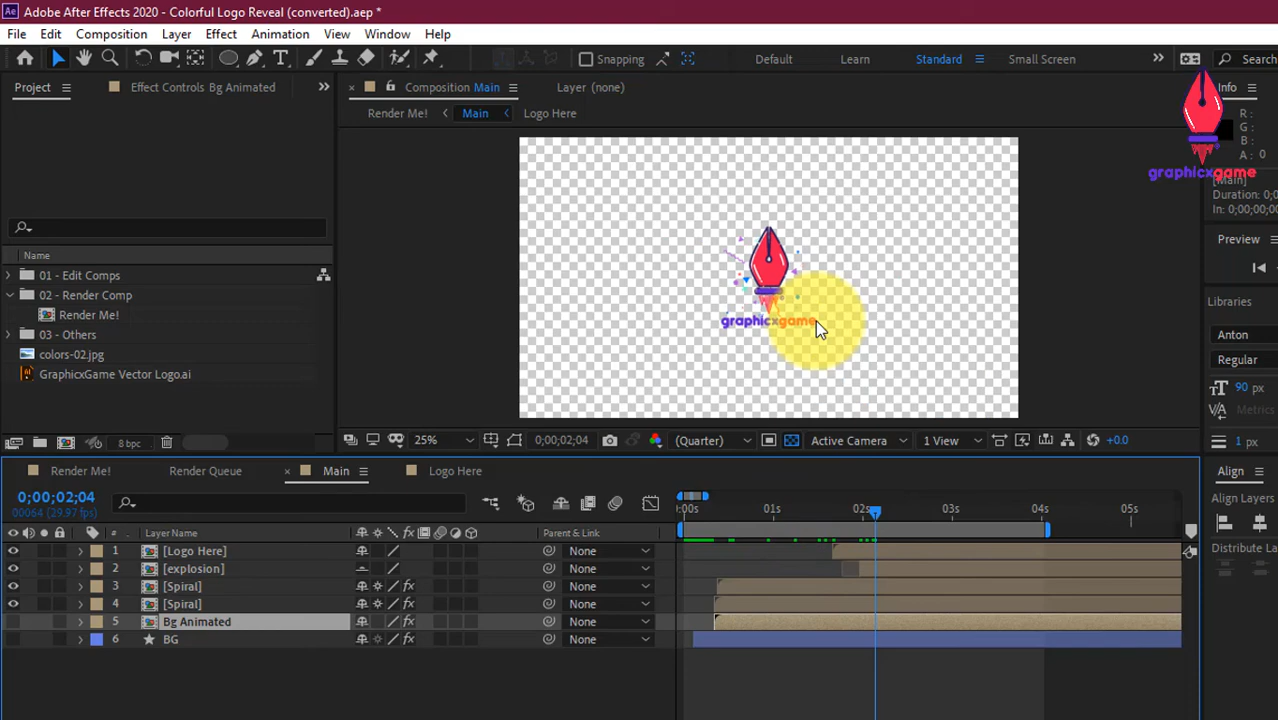 Ae Adobe After Effects 2020 - Colorful Logo Reveal (converted).aep *
File Edit Composition Layer Effect Animation View Window Help
Snapping Default Learn Standard Small Screen Search
Project Effect Controls Bg Animated Composition Main Layer (none) Info
Render Me! Main Logo Here
R:
G:
B:
A: 0
graphicxgame
[Main]
Duration: 0;
In: 0;00;00;0
Preview
Name
01 - Edit Comps
02 - Render Comp
Render Me!
03 - Others
colors-02.jpg
GraphicxGame Vector Logo.ai
graphicxgame
Libraries
Anton
Regular
90 px
Metrics
1 px
8 bpc 25% 0;00;02;04 (Quarter) Active Camera 1 View +0.0
Render Me! Render Queue Main Logo Here
Align
Align Layers
Distribute La
0;00;02;04
00064 (29.97 fps)
:00s 01s 02s 03s 04s 05s
# Layer Name fx Parent & Link
1 [Logo Here] None
2 [explosion] None
3 [Spiral] fx None
4 [Spiral] fx None
5 Bg Animated fx None
6 BG fx None